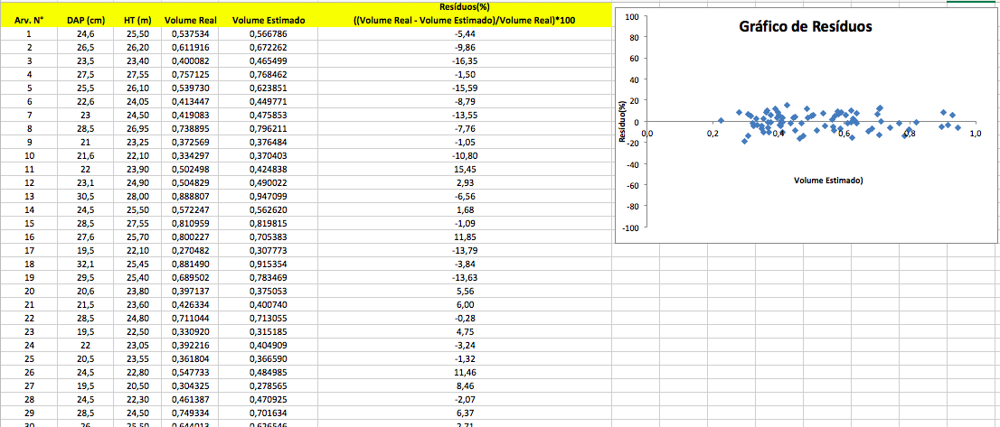 Resíduos(%)
Arv. N° DAP (cm) HT (m) Volume Real Volume Estimado ((Volume Real - Volume Estimado)/Volume Real)*100
1 24,6 25,50 0,537534 0,566786 -5,44
2 26,5 26,20 0,611916 0,672262 -9,86
3 23,5 23,40 0,400082 0,465499 -16,35
4 27,5 27,55 0,757125 0,768462 -1,50
5 25,5 26,10 0,539730 0,623851 -15,59
6 22,6 24,05 0,413447 0,449771 -8,79
7 23 24,50 0,419083 0,475853 -13,55
8 28,5 26,95 0,738895 0,796211 -7,76
9 21 23,25 0,372569 0,376484 -1,05
10 21,6 22,10 0,334297 0,370403 -10,80
11 22 23,90 0,502498 0,424838 15,45
12 23,1 24,90 0,504829 0,490022 2,93
13 30,5 28,00 0,888807 0,947099 -6,56
14 24,5 25,50 0,572247 0,562620 1,68
15 28,5 27,55 0,810959 0,819815 -1,09
16 27,6 25,70 0,800227 0,705383 11,85
17 19,5 22,10 0,270482 0,307773 -13,79
18 32,1 25,45 0,881490 0,915354 -3,84
19 29,5 25,40 0,689502 0,783469 -13,63
20 20,6 23,80 0,397137 0,375053 5,56
21 21,5 23,60 0,426334 0,400740 6,00
22 28,5 24,80 0,711044 0,713055 -0,28
23 19,5 22,50 0,330920 0,315185 4,75
24 22 23,05 0,392216 0,404909 -3,24
25 20,5 23,55 0,361804 0,366590 -1,32
26 24,5 22,80 0,547733 0,484985 11,46
27 19,5 20,50 0,304325 0,278565 8,46
28 24,5 22,30 0,461387 0,470925 -2,07
29 28,5 24,50 0,749334 0,701634 6,37
30 26 25,50 0,644013 0,626546 2,71
Gráfico de Resíduos
100
80
60
40
20
0
-20
-40
-60
-80
-100
Resíduo(%)
0,0 0,2 0,4 0,6 0,8 1,0
Volume Estimado)